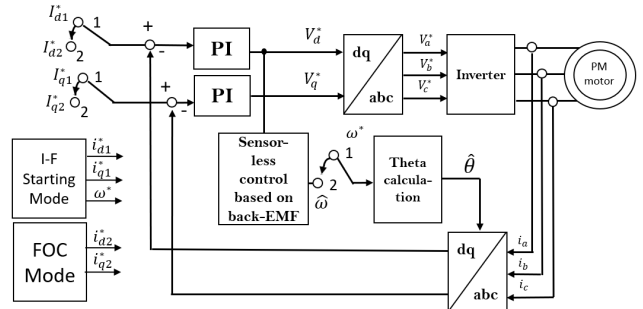 I*d1
1
I*d2
2
+
-
PI
V*d
I*q1
1
I*q2
2
+
-
PI
V*q
dq
abc
V*a
V*b
V*c
Inverter
PM
motor
I-F
Starting
Mode
i*d1
i*q1
ω*
FOC
Mode
i*d2
i*q2
Sensor-
less
control
based on
back-EMF
ω*
1
2
ω̂
Theta
calcula-
tion
θ̂
dq
abc
ia
ib
ic